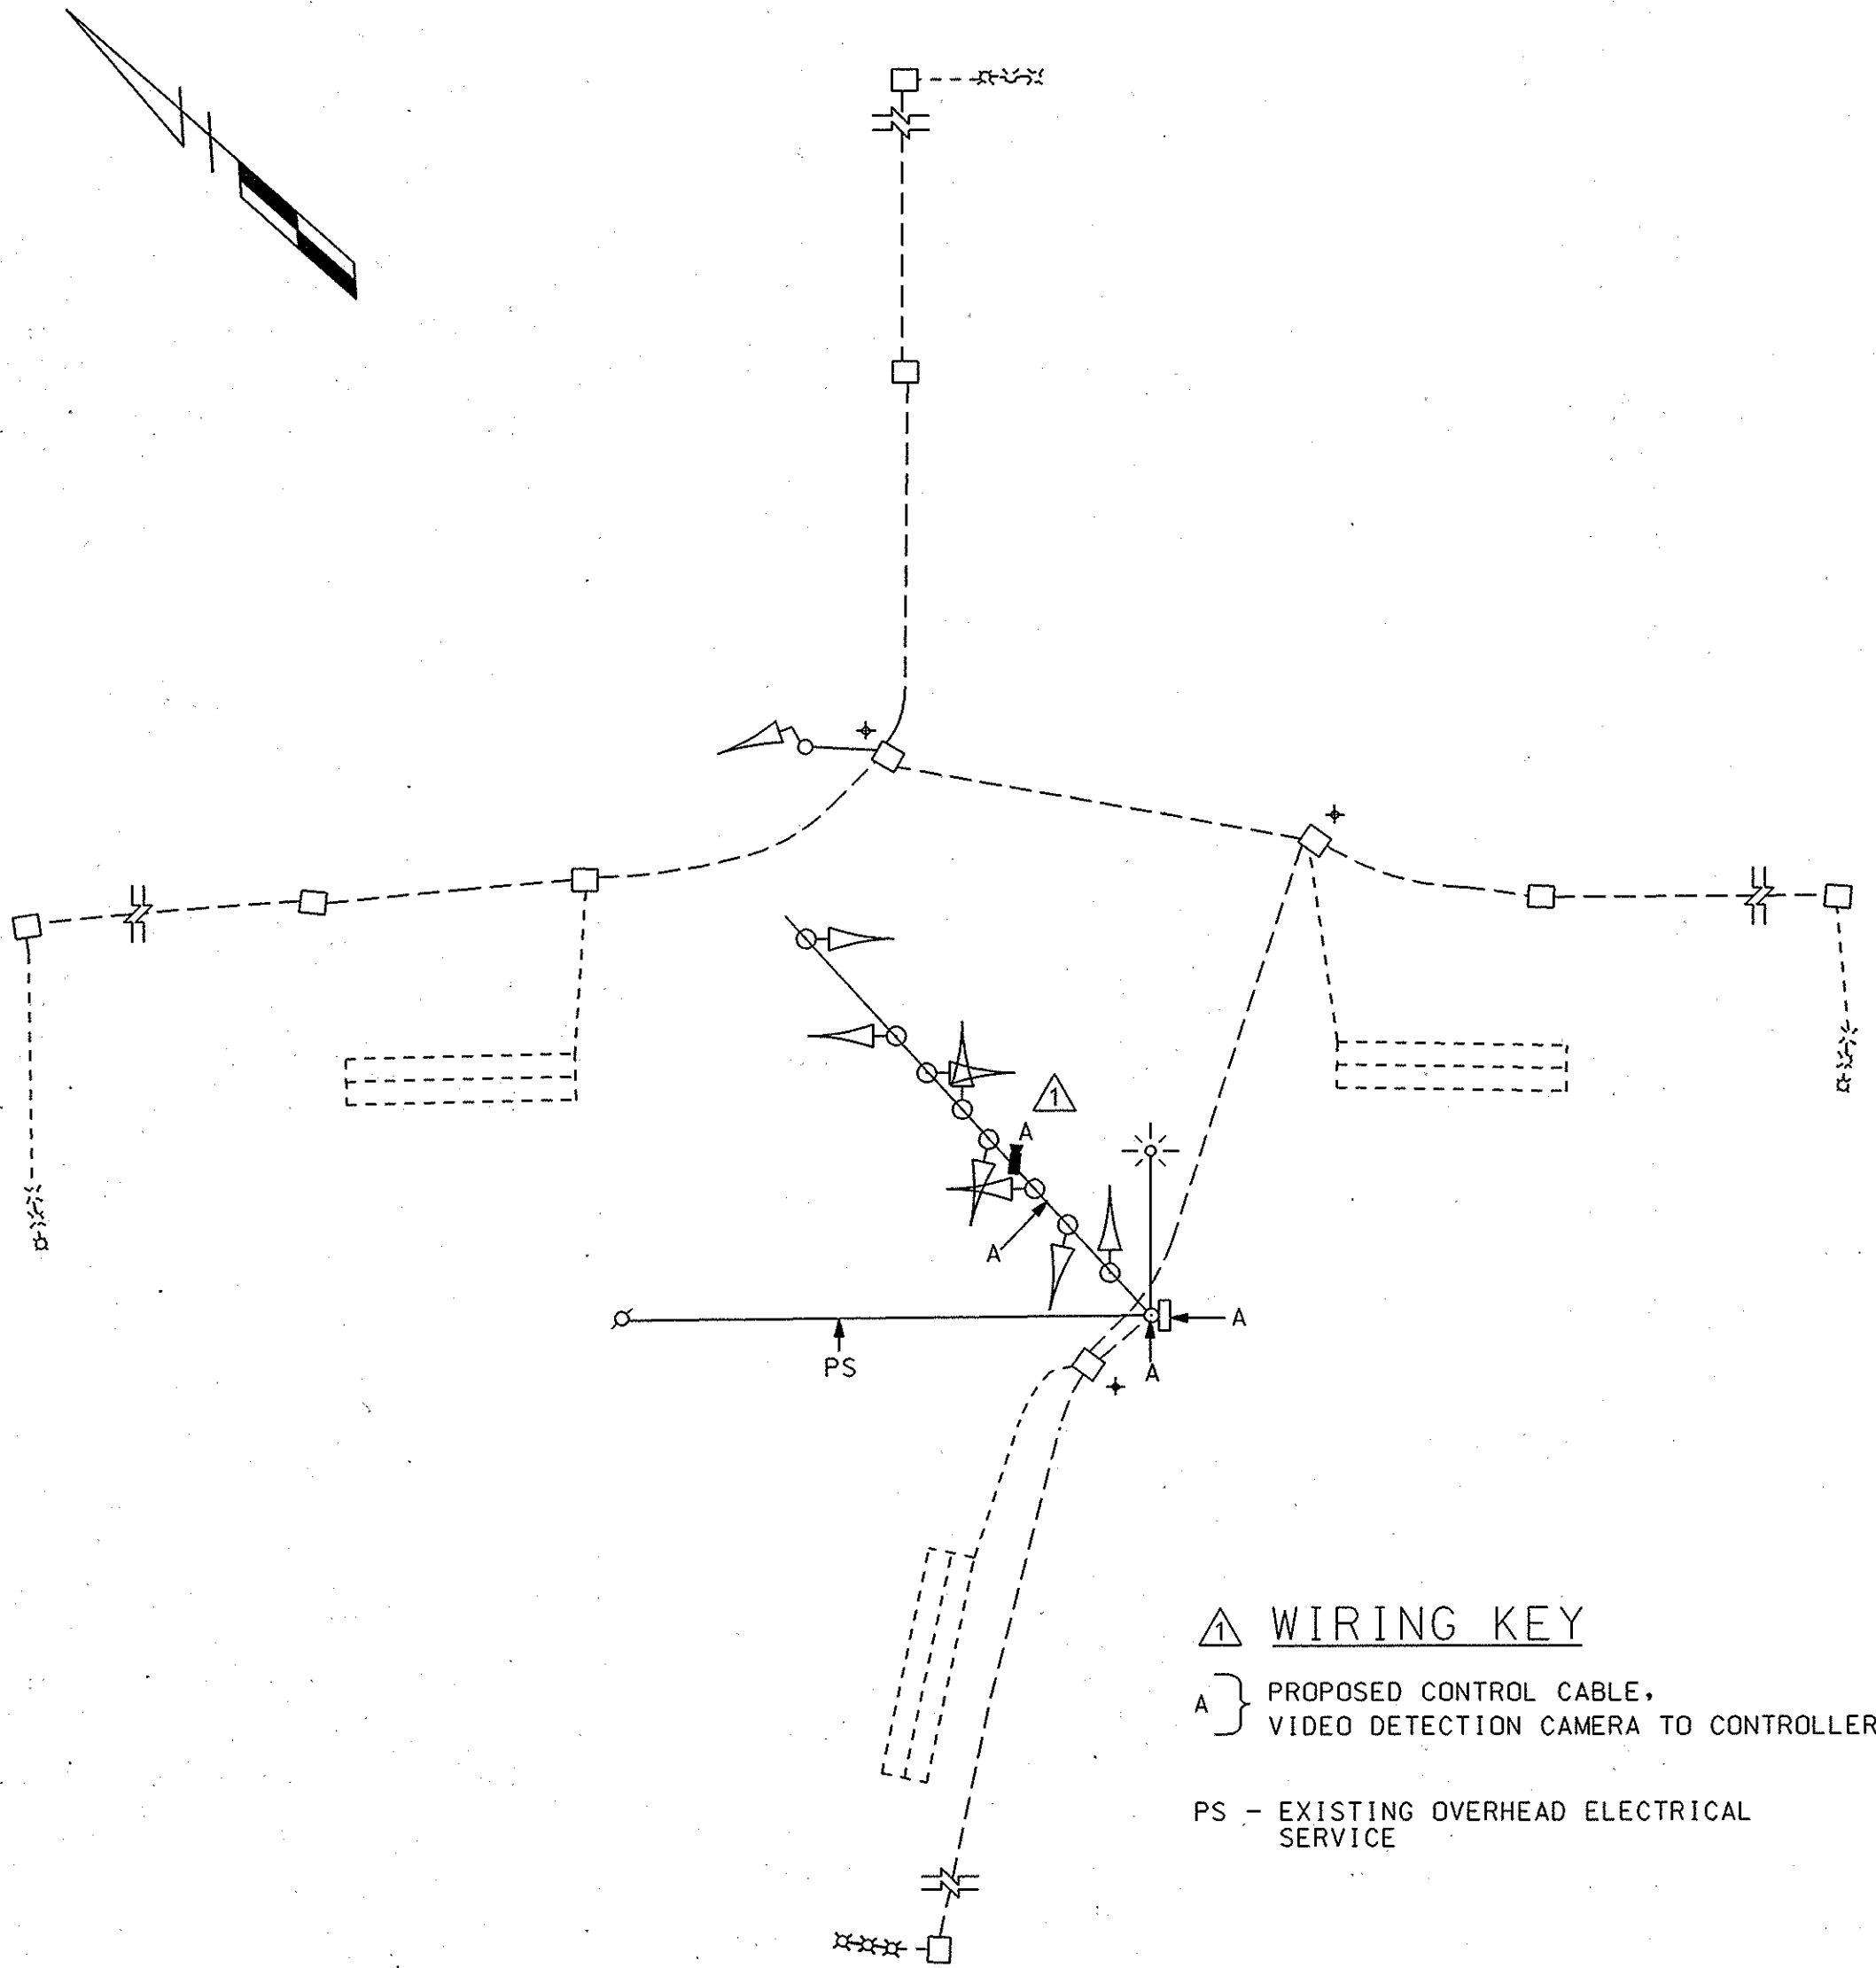 1
A
A
A
PS
A
1 WIRING KEY
A } PROPOSED CONTROL CABLE,
VIDEO DETECTION CAMERA TO CONTROLLER
PS - EXISTING OVERHEAD ELECTRICAL
SERVICE